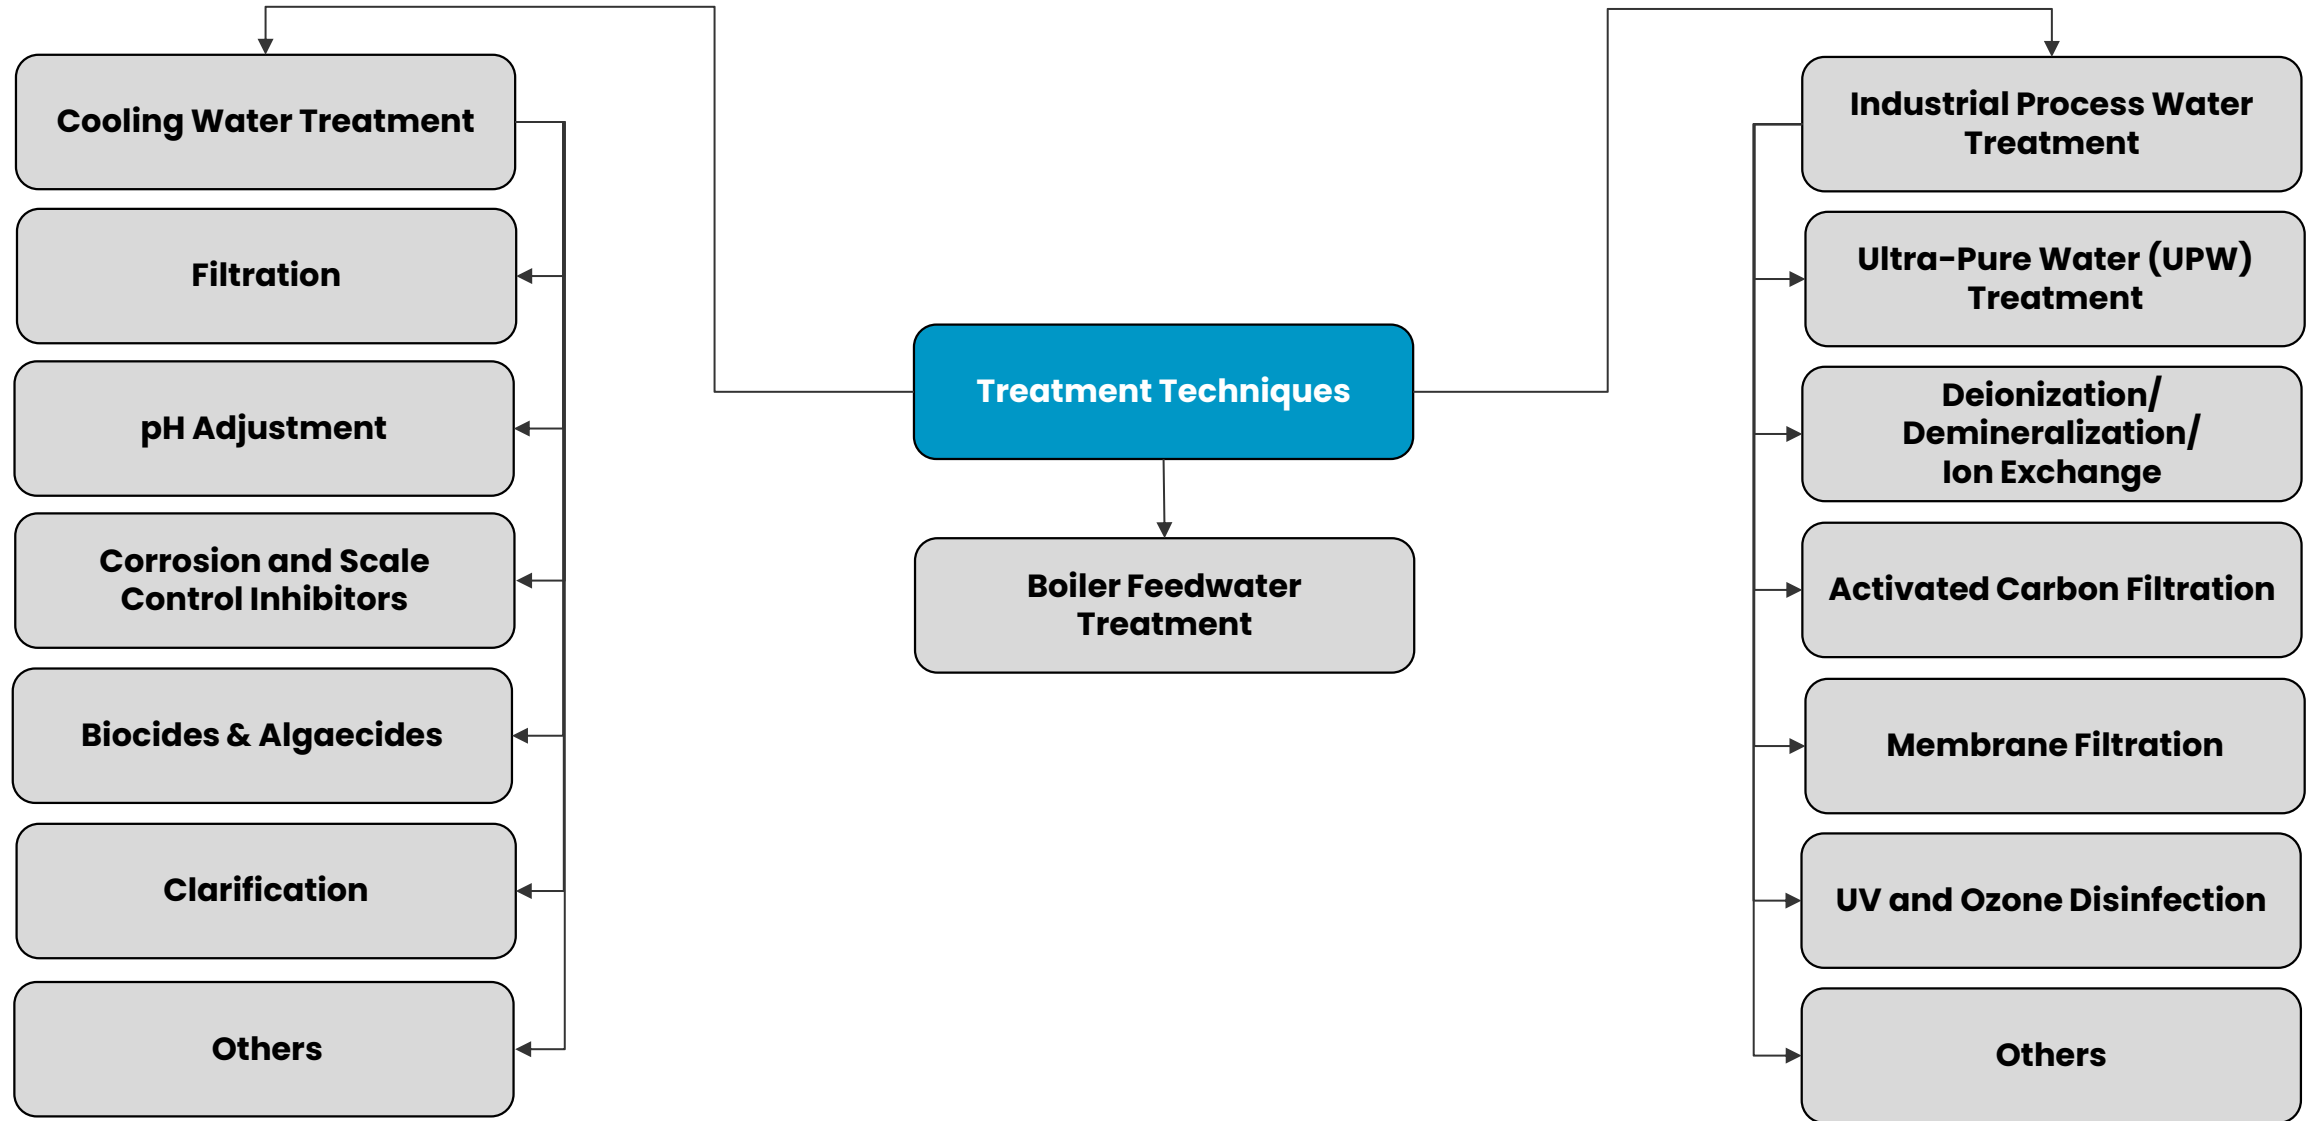 Cooling Water Treatment
Filtration
pH Adjustment
Corrosion and Scale
Control Inhibitors
Biocides & Algaecides
Clarification
Others
Treatment Techniques
Boiler Feedwater
Treatment
Industrial Process Water
Treatment
Ultra-Pure Water (UPW)
Treatment
Deionization/
Demineralization/
Ion Exchange
Activated Carbon Filtration
Membrane Filtration
UV and Ozone Disinfection
Others